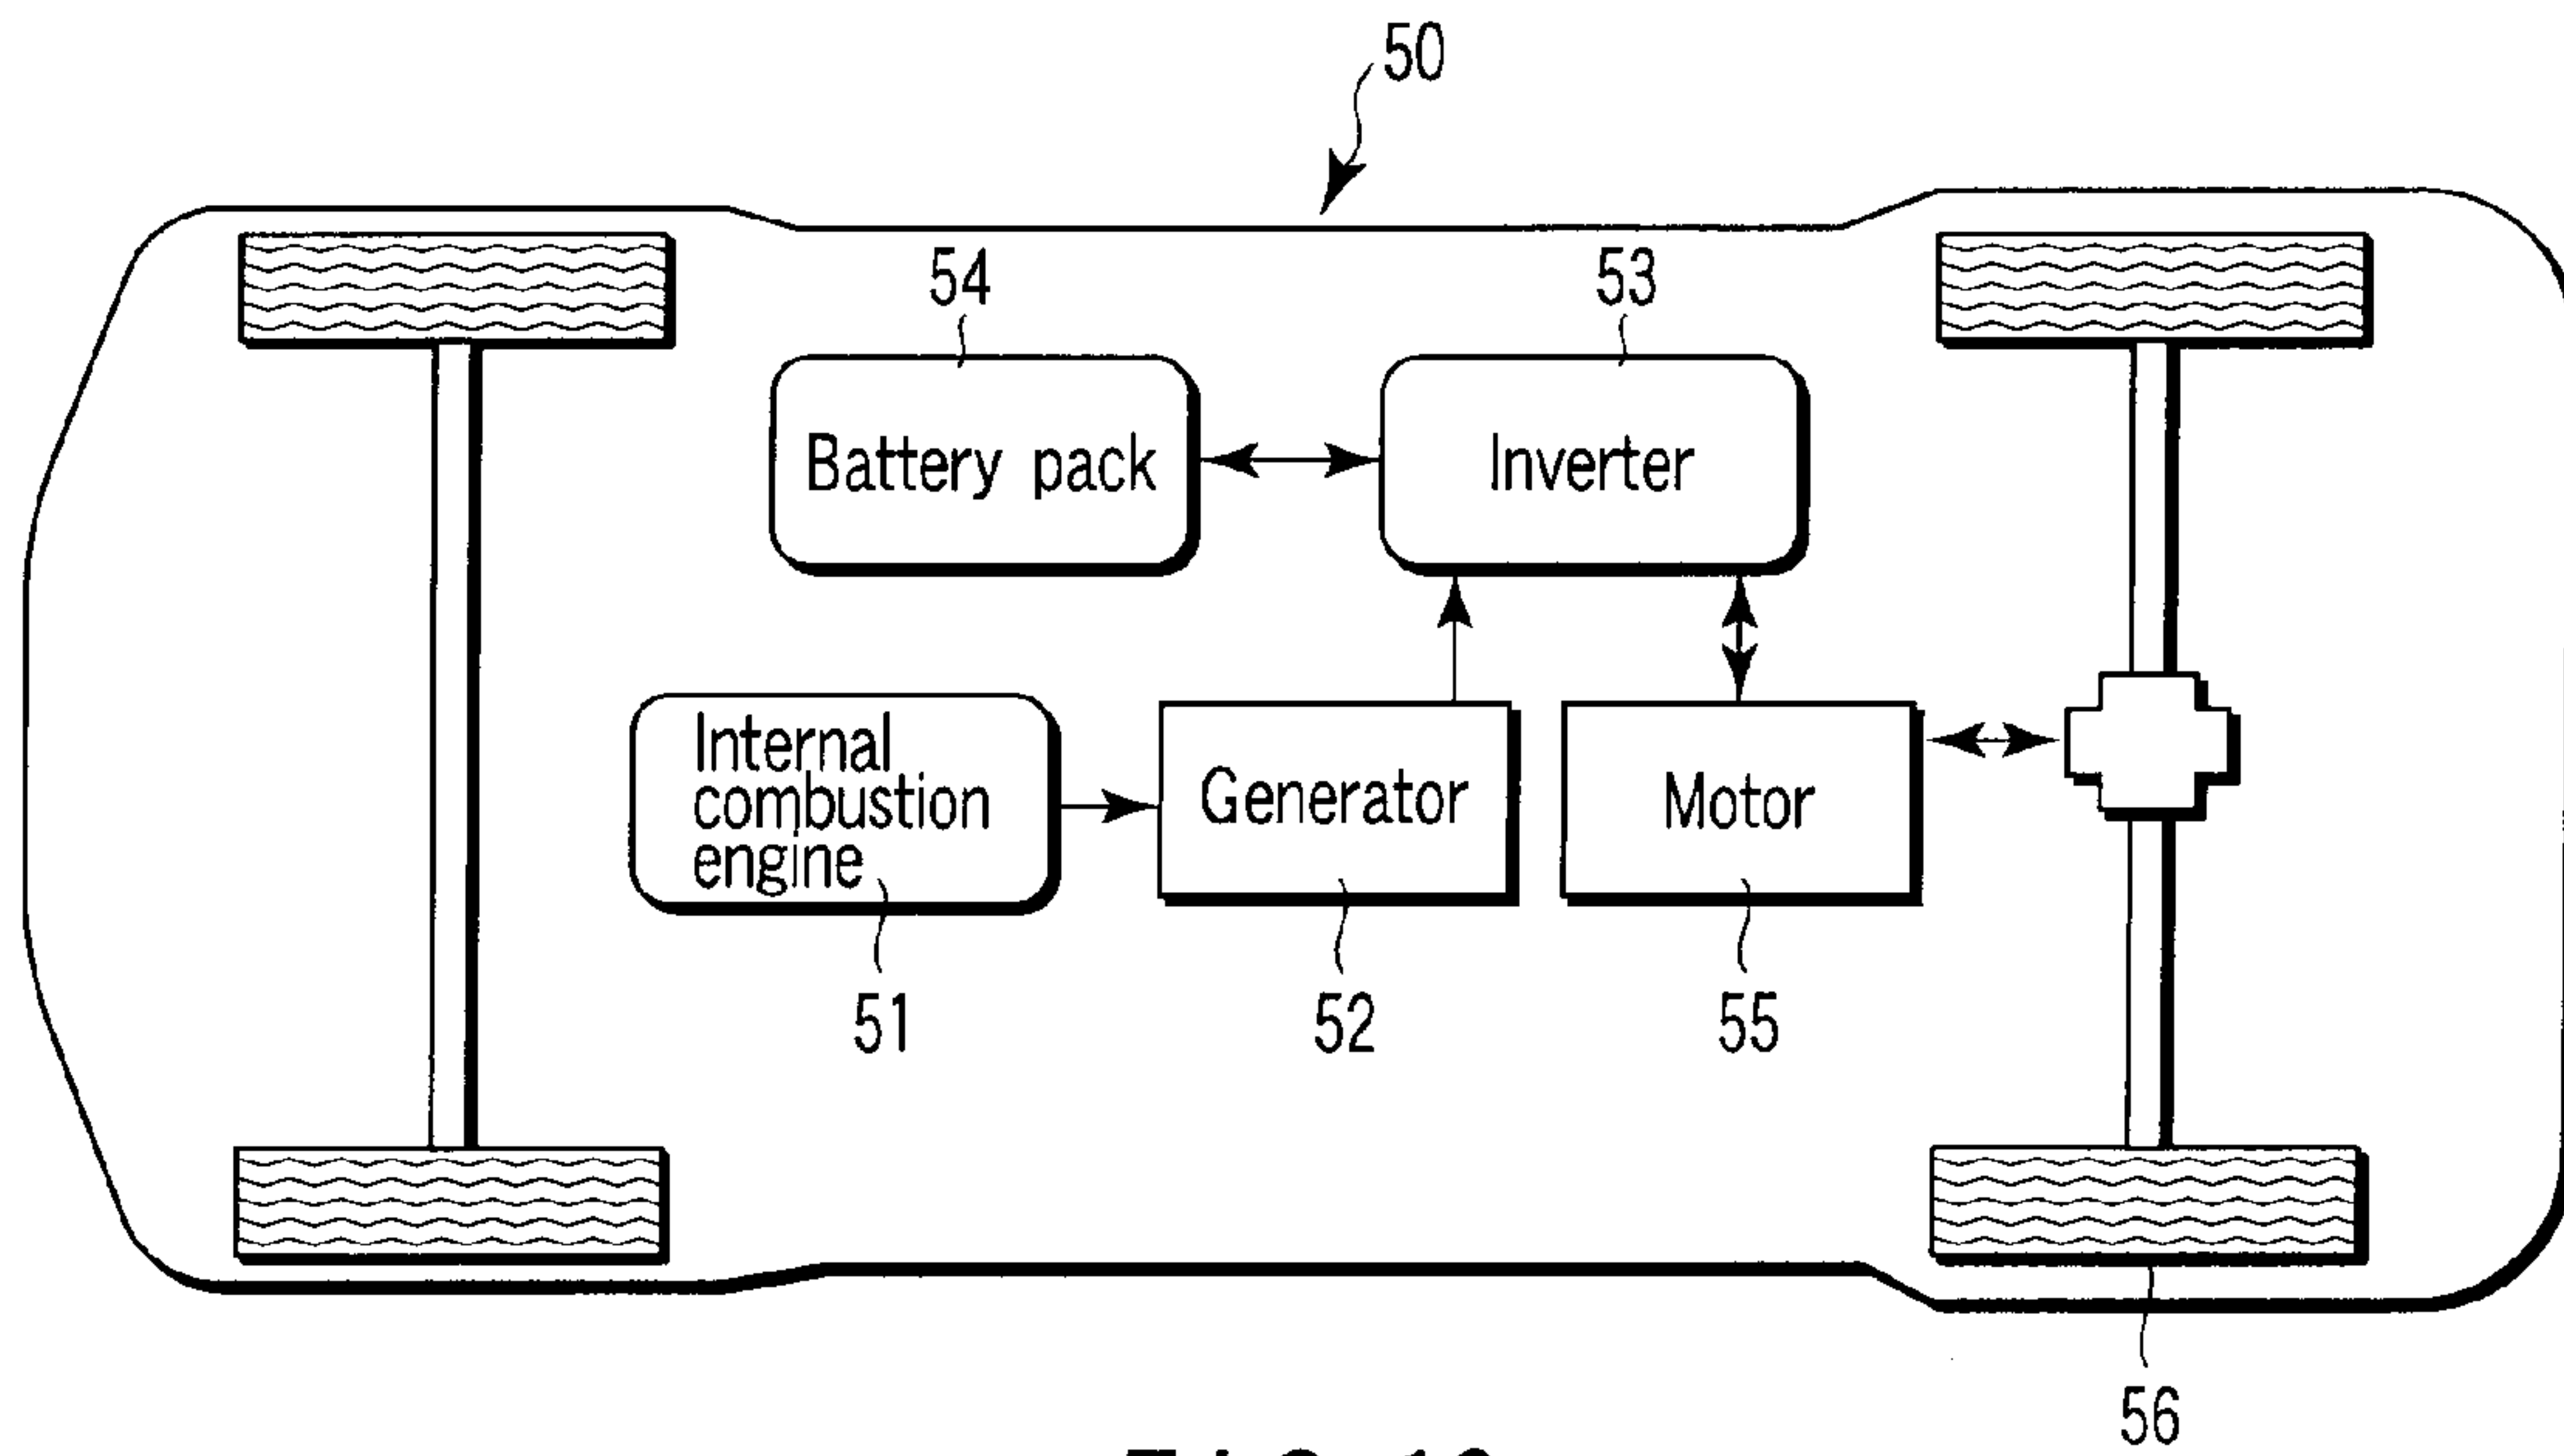 50
54
53
Battery pack
Inverter
Internal
combustion
engine
Generator
Motor
51
52
55
56